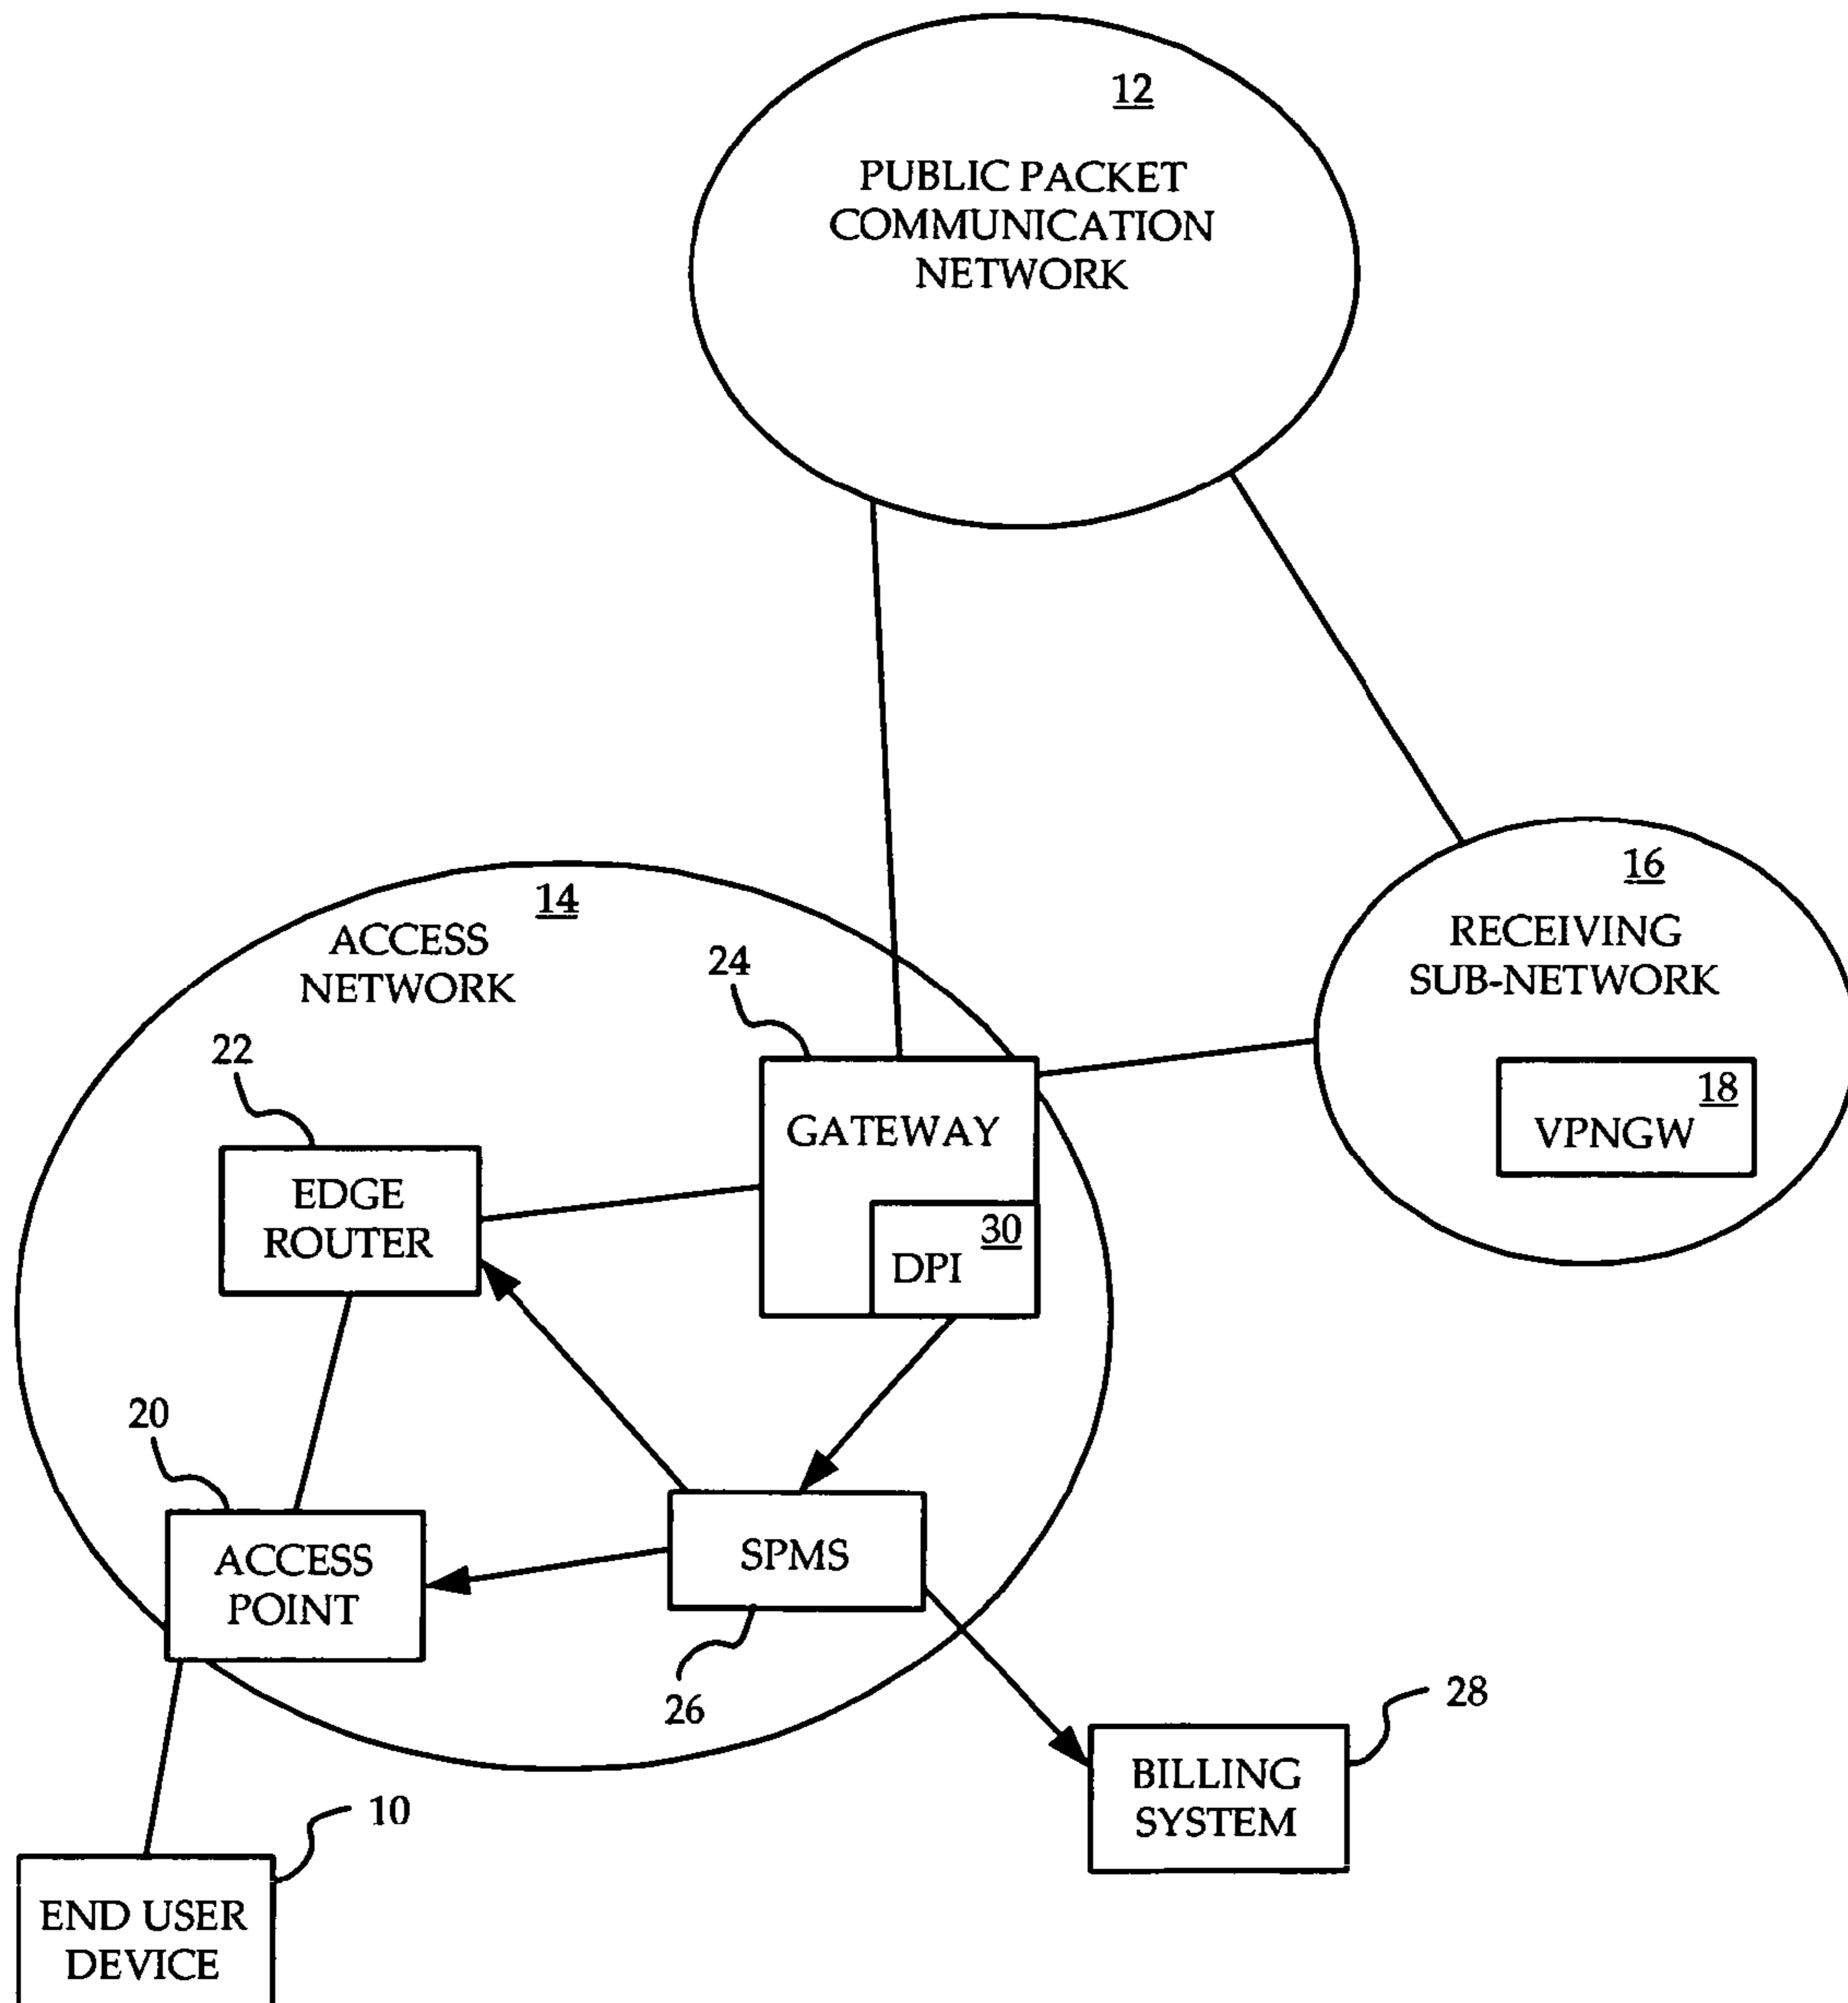 12
PUBLIC PACKET
COMMUNICATION
NETWORK
14
ACCESS
NETWORK
16
RECEIVING
SUB-NETWORK
24
22
18
VPNGW
GATEWAY
EDGE
ROUTER
30
DPI
20
ACCESS
POINT
SPMS
26
28
BILLING
SYSTEM
10
END USER
DEVICE